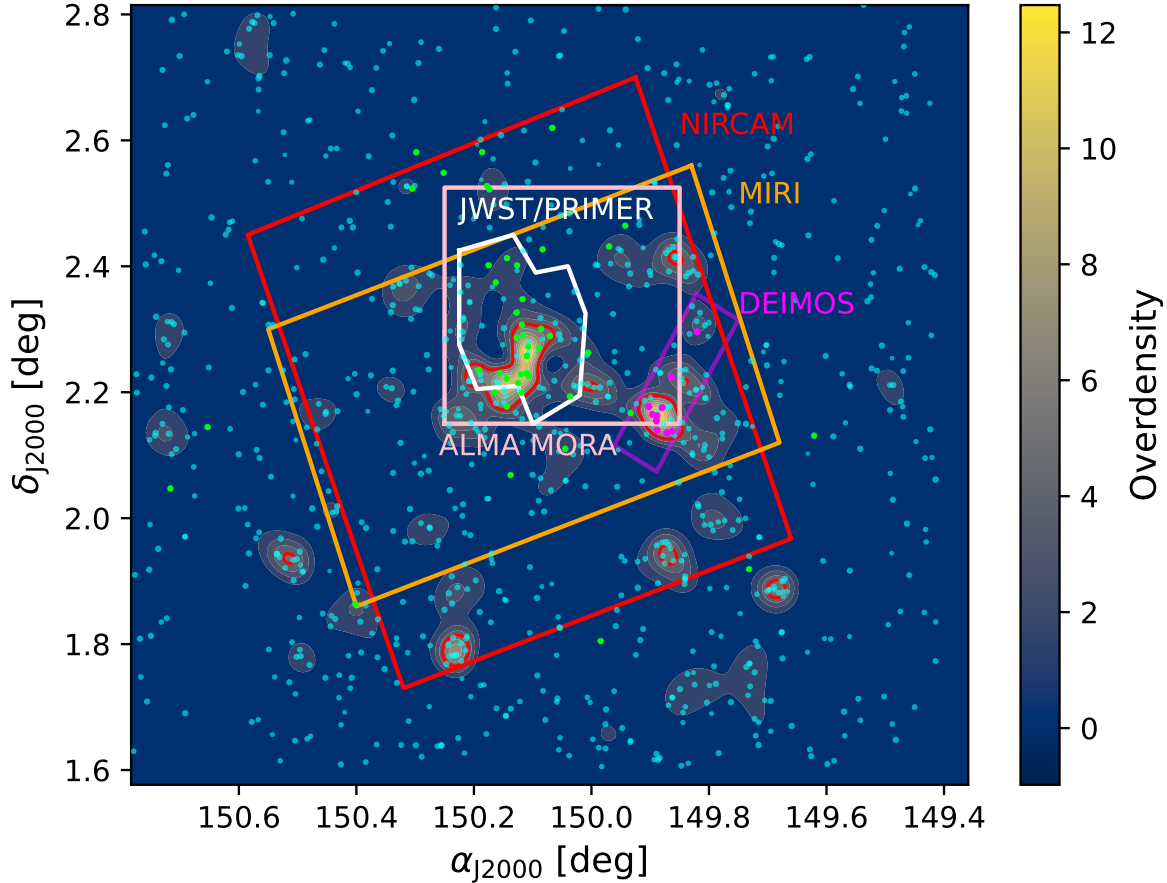 2.8
2.6
2.4
2.2
2.0
1.8
1.6
δJ2000 [deg]
NIRCAM
MIRI
JWST/PRIMER
DEIMOS
ALMA MORA
150.6 150.4 150.2 150.0 149.8 149.6 149.4
αJ2000 [deg]
12
10
8
6
4
2
0
Overdensity